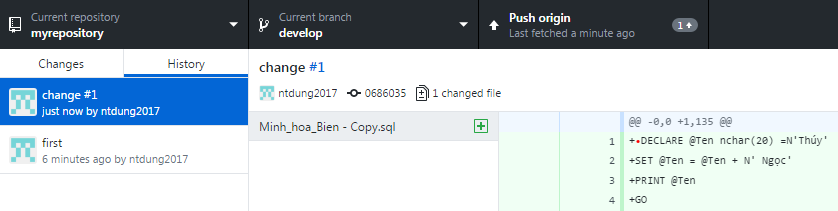 Current repository
myrepository
Current branch
develop
Push origin
Last fetched a minute ago
1
Changes
History
change #1
just now by ntdung2017
first
6 minutes ago by ntdung2017
change #1
ntdung2017
0686035
1 changed file
Minh_hoa_Bien - Copy.sql
@@ -0,0 +1,135 @@
1 +DECLARE @Ten nchar(20) =N'Thúy'
2 +SET @Ten = @Ten + N' Ngọc'
3 +PRINT @Ten
4 +GO